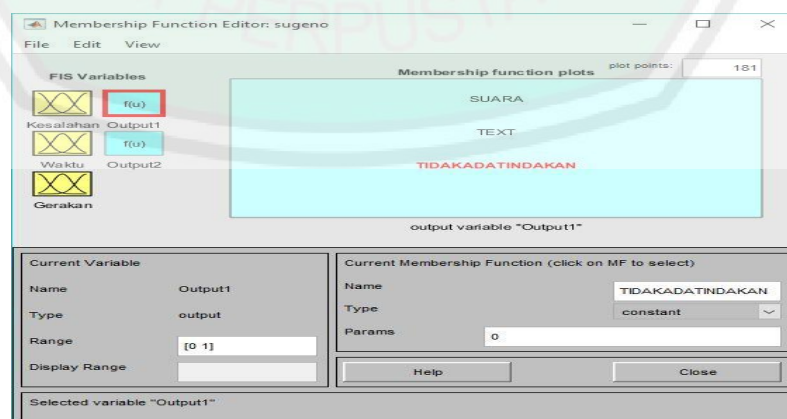 Membership Function Editor: sugeno
File Edit View
FIS Variables
Membership function plots
plot points:
181
f(u)
Kesalahan Output1
f(u)
Waktu Output2
Gerakan
SUARA
TEXT
TIDAKADATINDAKAN
output variable "Output1"
Current Variable
Name Output1
Type output
Range [0 1]
Display Range
Current Membership Function (click on MF to select)
Name TIDAKADATINDAKAN
Type constant
Params 0
Help Close
Selected variable "Output1"